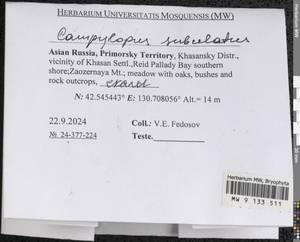 HERBARIUM UNIVERSITATIS MOSQUENSIS (MW)
Campylopus subulatus
Asian Russia, Primorsky Territory, Khasansky Distr.,
vicinity of Khasan Settl.,Reid Pallady Bay southern
shore;Zaozernaya Mt.; meadow with oaks, bushes and
rock outcrops,
N: 42.545443° E: 130.708056° Alt.= 14 m
22.9.2024 Coll.: V.E. Fedosov
№ 24-377-224 Teste.
Herbarium MW, Bryophyta
MW 9 133 511